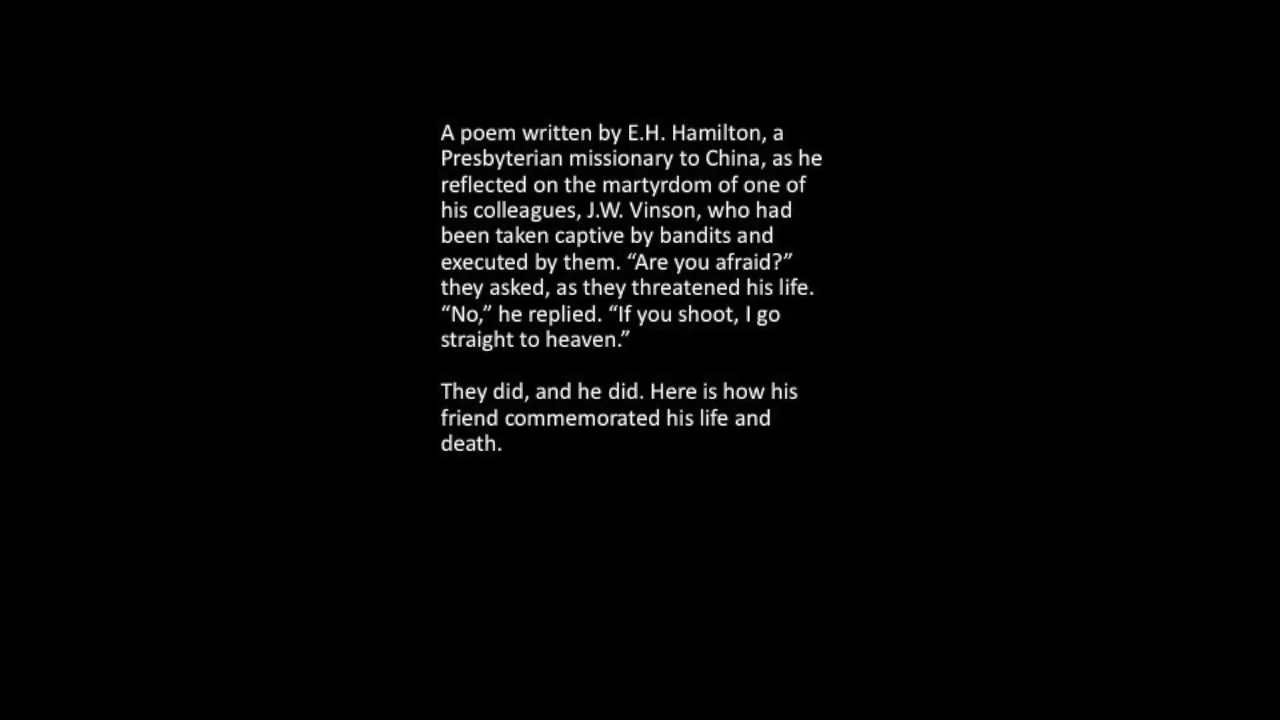 A poem written by E.H. Hamilton, a
Presbyterian missionary to China, as he
reflected on the martyrdom of one of
his colleagues, J.W. Vinson, who had
been taken captive by bandits and
executed by them. “Are you afraid?”
they asked, as they threatened his life.
“No,” he replied. “If you shoot, I go
straight to heaven.”
They did, and he did. Here is how his
friend commemorated his life and
death.